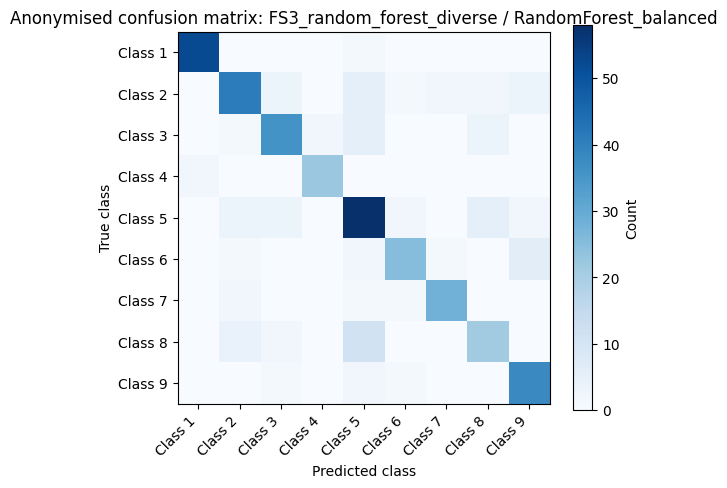 Anonymised confusion matrix: FS3_random_forest_diverse / RandomForest_balanced
True class
Class 1
Class 2
Class 3
Class 4
Class 5
Class 6
Class 7
Class 8
Class 9
Class 1
Class 2
Class 3
Class 4
Class 5
Class 6
Class 7
Class 8
Class 9
Predicted class
50
40
30
20
10
0
Count